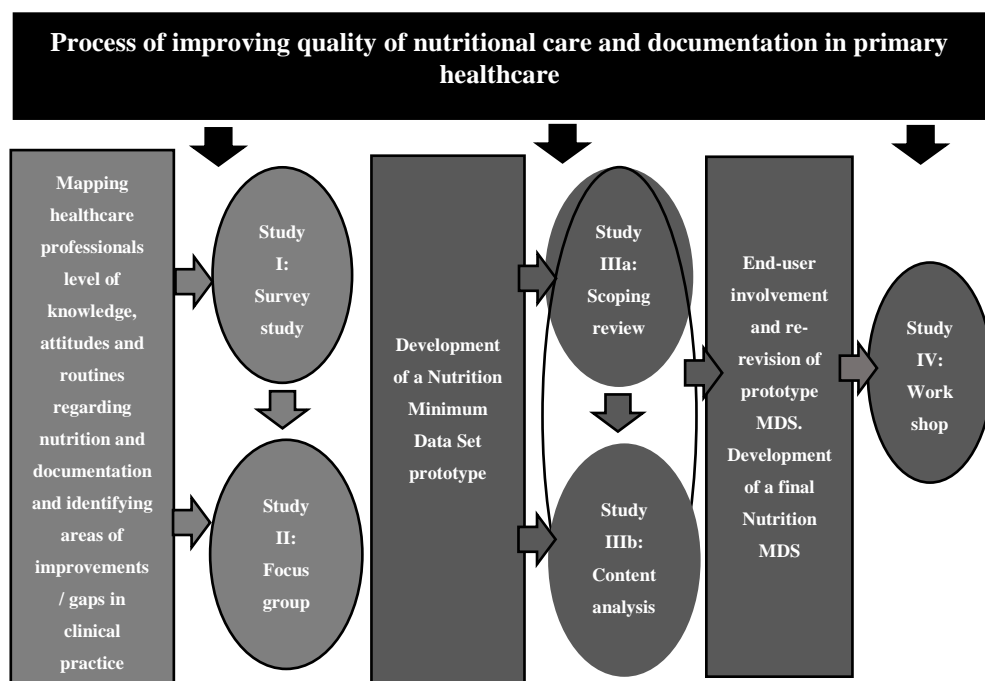 Process of improving quality of nutritional care and documentation in primary
healthcare
Mapping
healthcare
professionals
level of
knowledge,
attitudes and
routines
regarding
nutrition and
documentation
and identifying
areas of
improvements
/ gaps in
clinical
practice
Study
I:
Survey
study
Study
II:
Focus
group
Development
of a Nutrition
Minimum
Data Set
prototype
Study
IIIa:
Scoping
review
Study
IIIb:
Content
analysis
End-user
involvement
and re-
revision of
prototype
MDS.
Development
of a final
Nutrition
MDS
Study
IV:
Work
shop